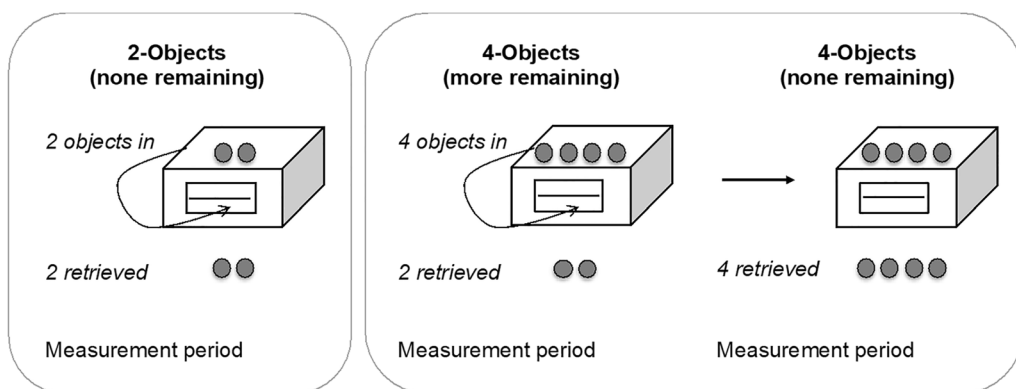 2-Objects
(none remaining)
2 objects in
2 retrieved
Measurement period
4-Objects
(more remaining)
4 objects in
2 retrieved
Measurement period
4-Objects
(none remaining)
4 retrieved
Measurement period